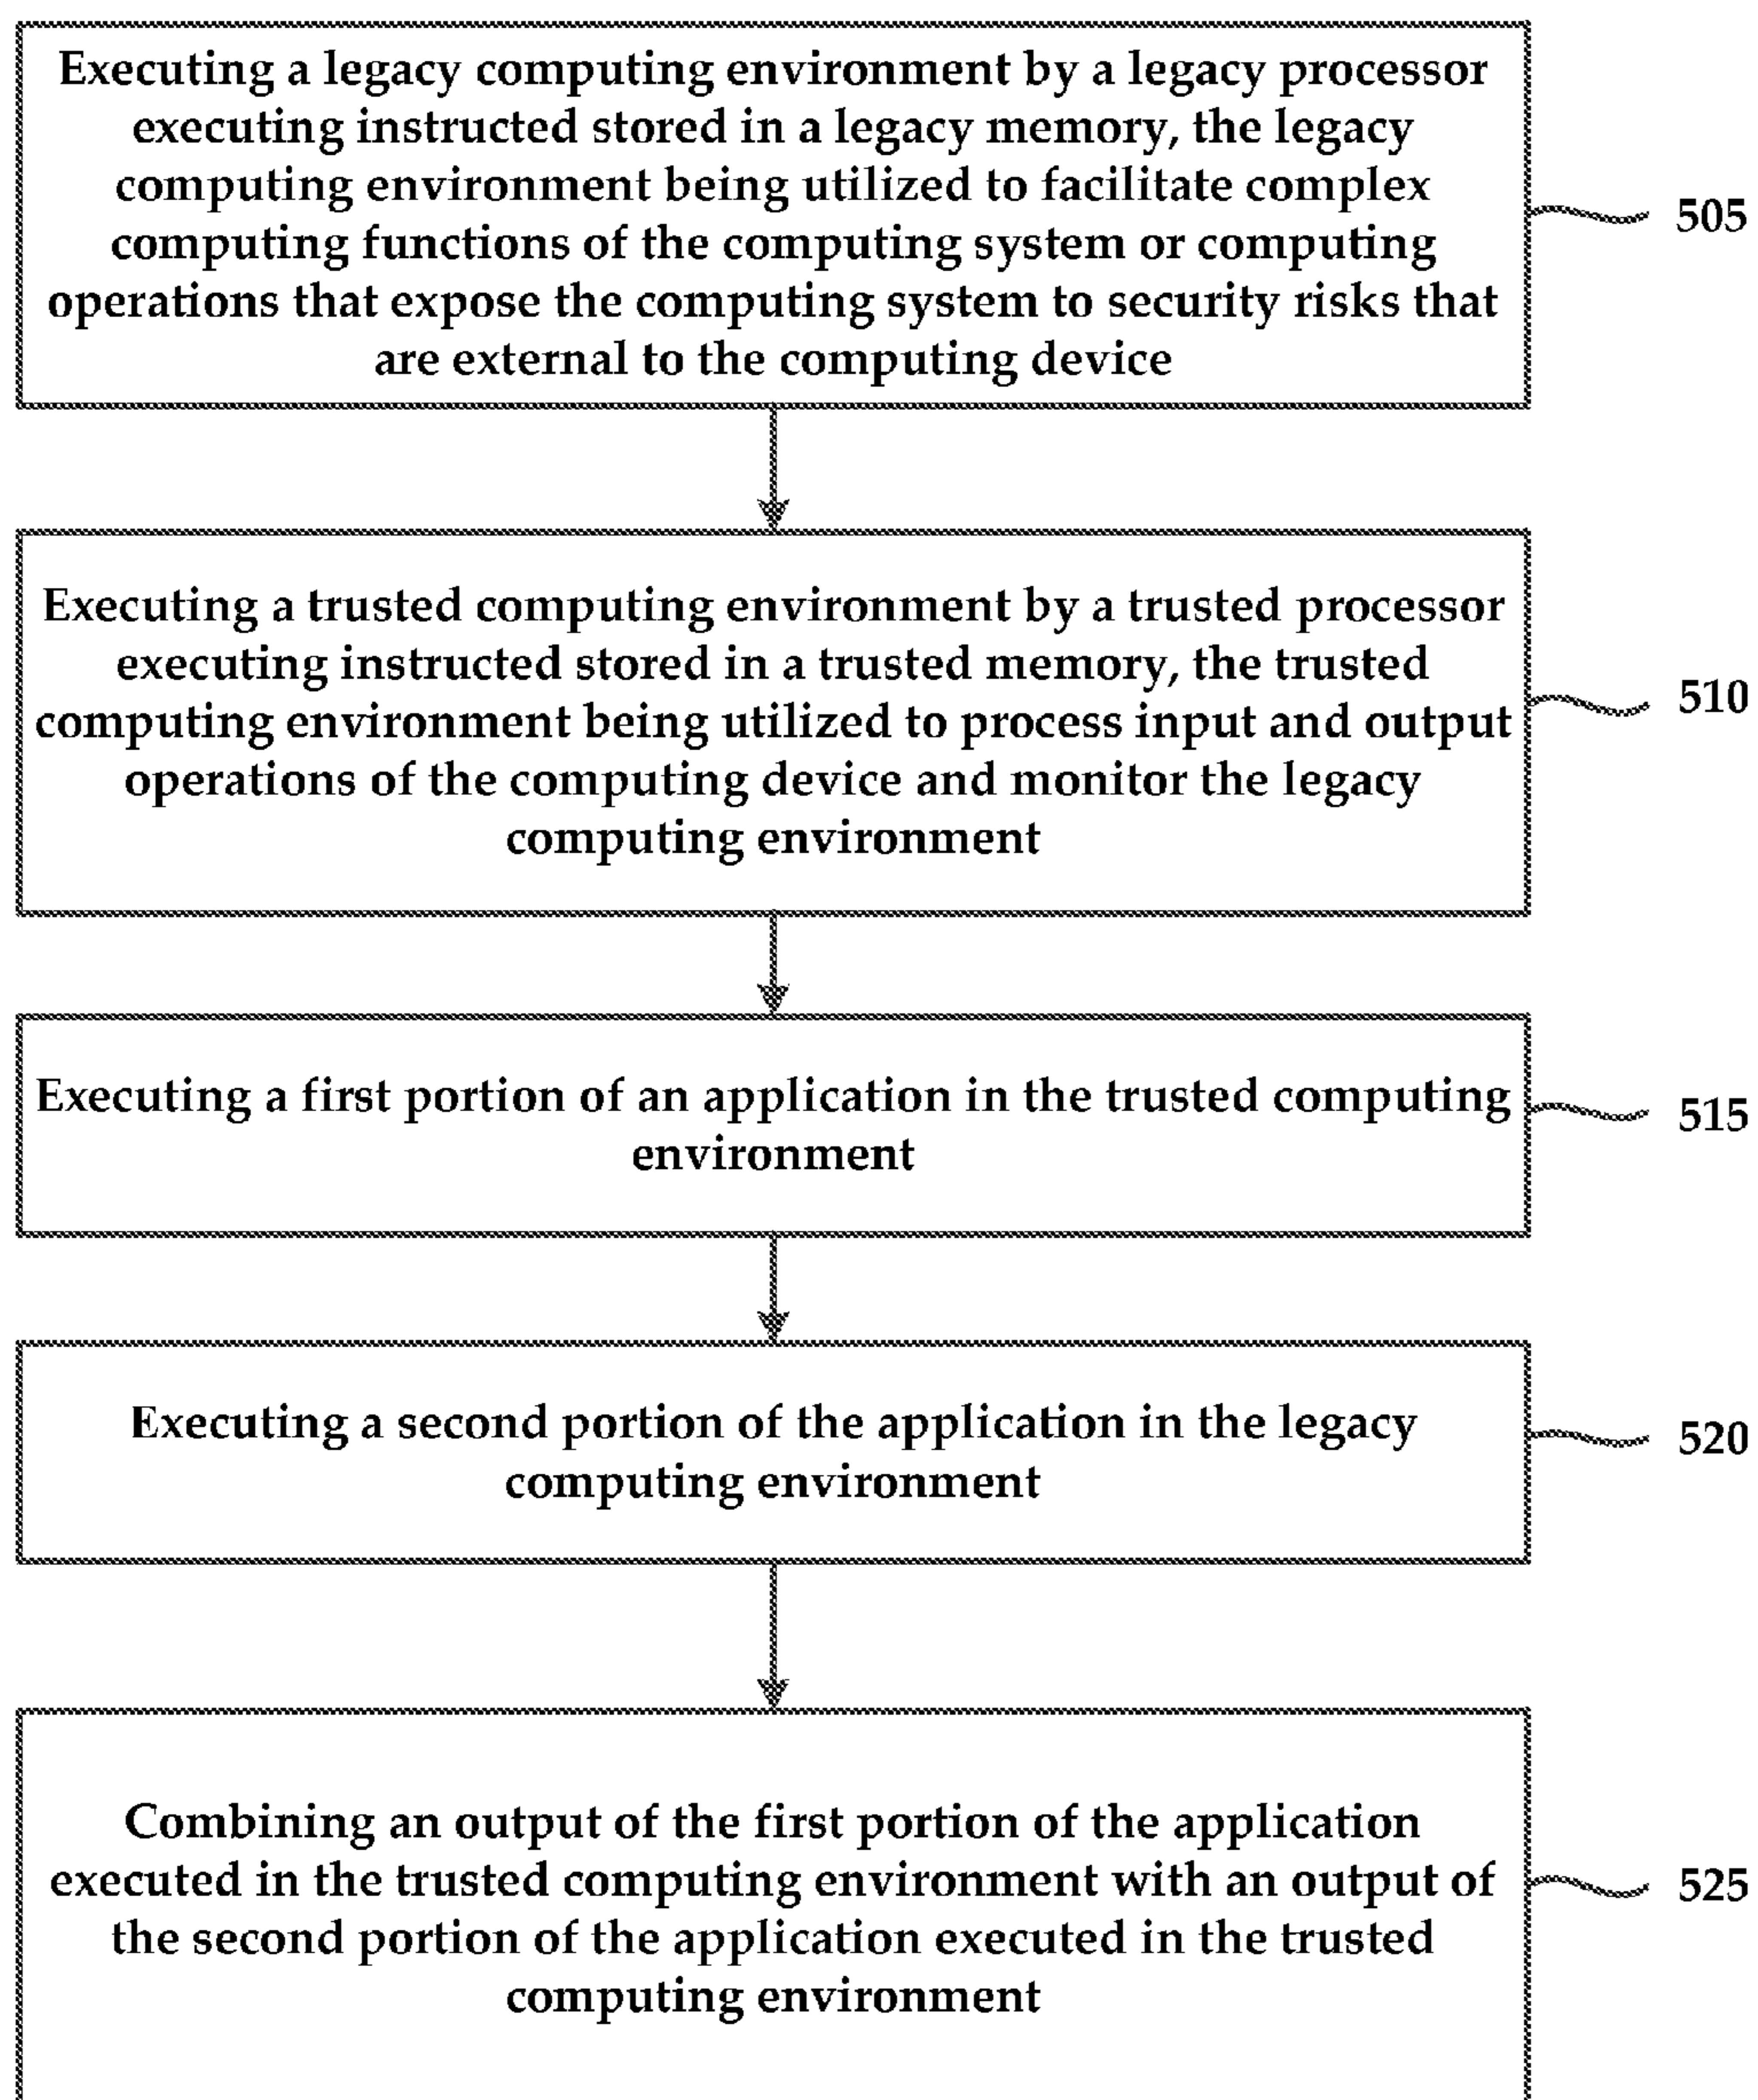 Executing a legacy computing environment by a legacy processor
executing instructed stored in a legacy memory, the legacy
computing environment being utilized to facilitate complex
computing functions of the computing system or computing
operations that expose the computing system to security risks that
are external to the computing device
505
Executing a trusted computing environment by a trusted processor
executing instructed stored in a trusted memory, the trusted
computing environment being utilized to process input and output
operations of the computing device and monitor the legacy
computing environment
510
Executing a first portion of an application in the trusted computing
environment
515
Executing a second portion of the application in the legacy
computing environment
520
Combining an output of the first portion of the application
executed in the trusted computing environment with an output of
the second portion of the application executed in the trusted
computing environment
525